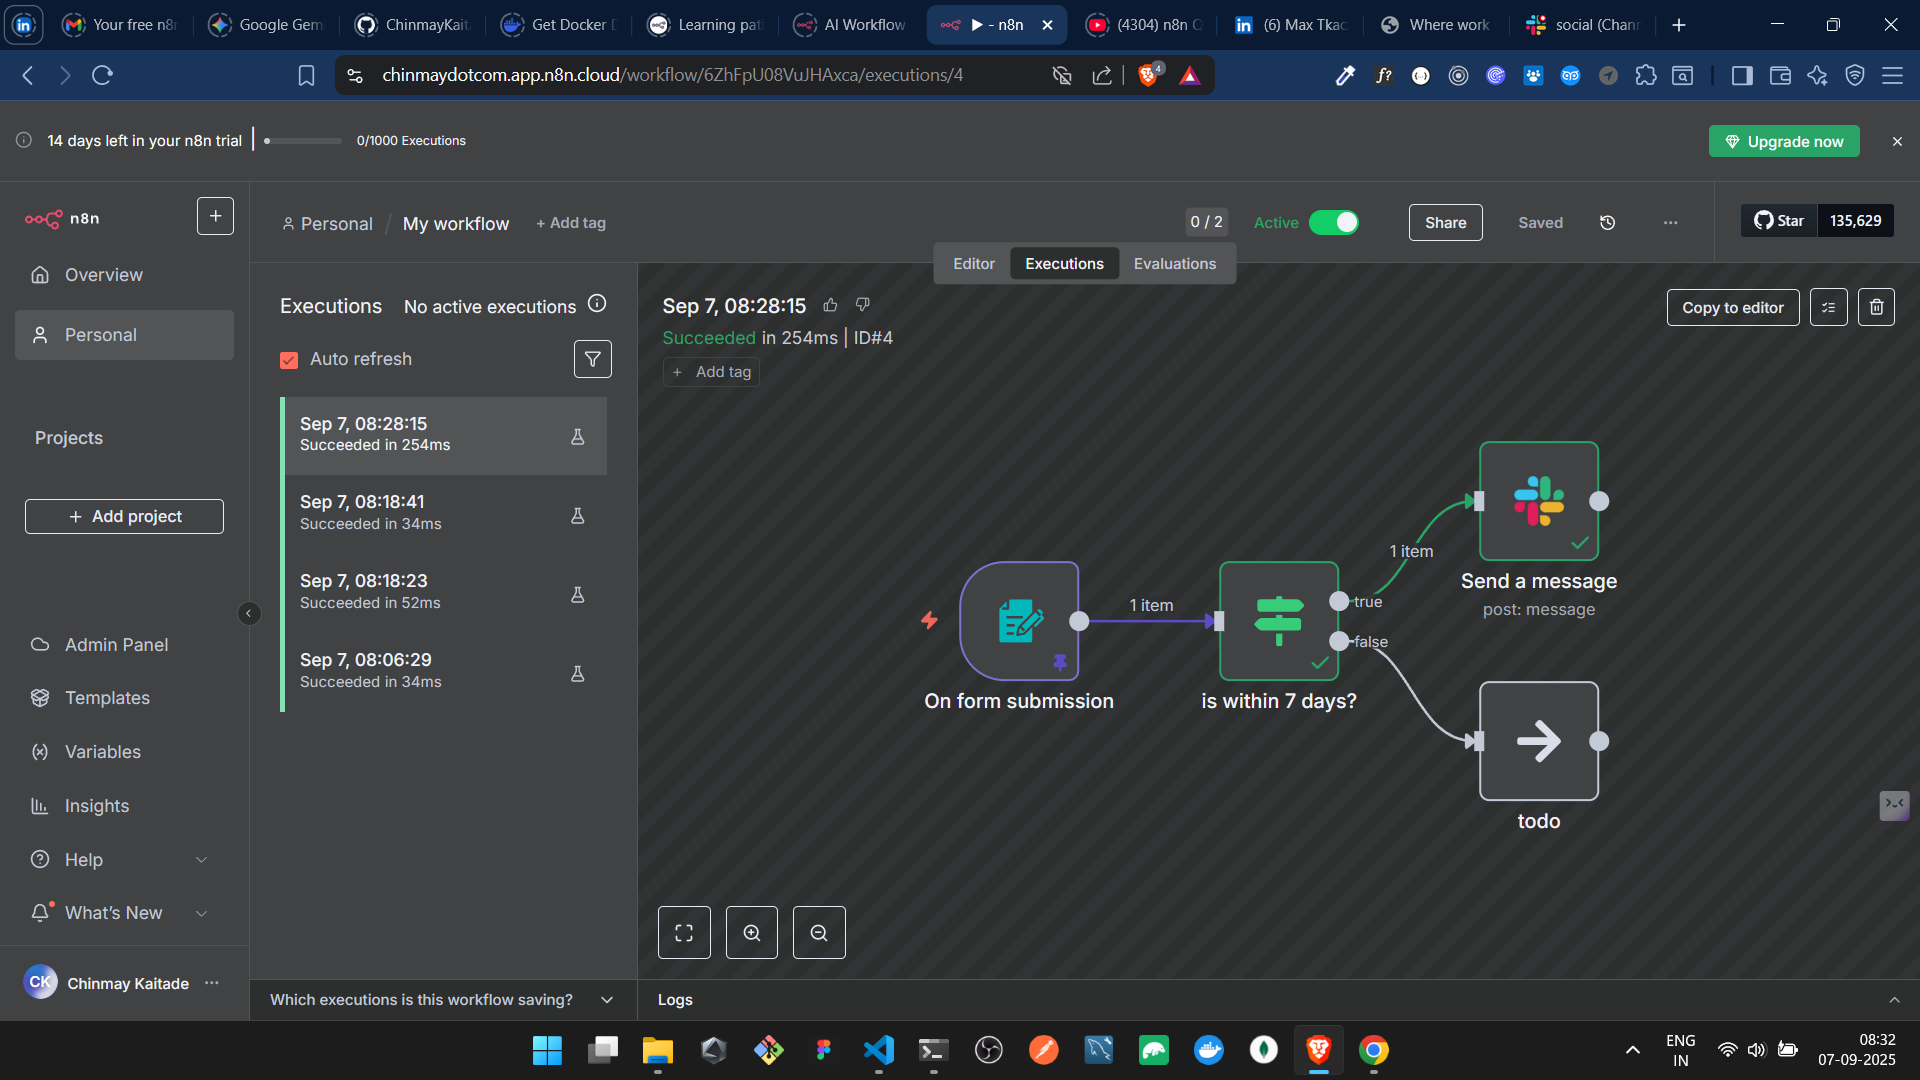 Your free n8n
Google Gem
ChinmayKait
Get Docker D
Learning pat
AI Workflow
▶ - n8n
(4304) n8n Q
(6) Max Tkac
Where work
social (Chann
chinmaydotcom.app.n8n.cloud/workflow/6ZhFpU08VuJHAxca/executions/4
4
f?
14 days left in your n8n trial
0/1000 Executions
Upgrade now
n8n
Personal / My workflow
+ Add tag
0 / 2
Active
Share
Saved
Star
135,629
Editor
Executions
Evaluations
Overview
Personal
Projects
+ Add project
Admin Panel
Templates
Variables
Insights
Help
What's New
CK
Chinmay Kaitade
Executions
No active executions
Auto refresh
Sep 7, 08:28:15
Succeeded in 254ms
Sep 7, 08:18:41
Succeeded in 34ms
Sep 7, 08:18:23
Succeeded in 52ms
Sep 7, 08:06:29
Succeeded in 34ms
Which executions is this workflow saving?
Sep 7, 08:28:15
Succeeded in 254ms | ID#4
+ Add tag
Copy to editor
1 item
On form submission
is within 7 days?
true
false
1 item
Send a message
post: message
todo
Logs
ENG
IN
08:32
07-09-2025